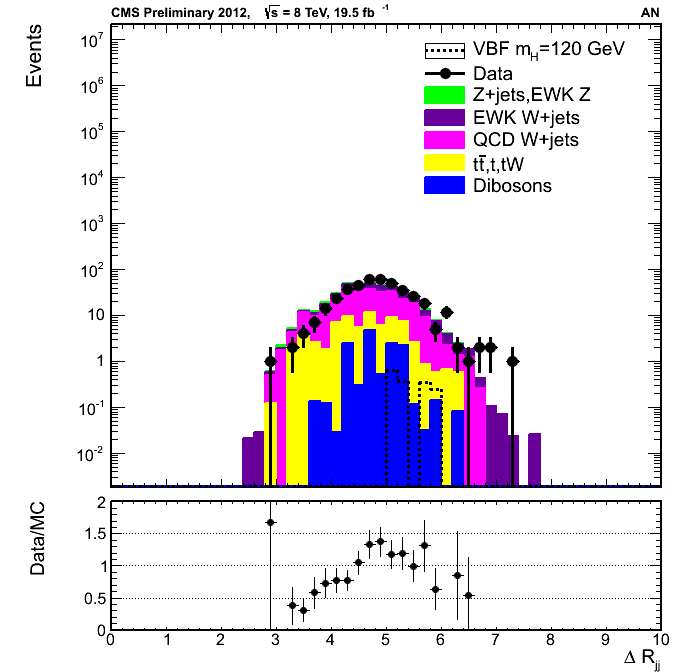 CMS Preliminary 2012, √s = 8 TeV, 19.5 fb⁻¹ AN
Events
10⁷
10⁶
10⁵
10⁴
10³
10²
10
1
10⁻¹
10⁻²
VBF m_H=120 GeV
Data
Z+jets,EWK Z
EWK W+jets
QCD W+jets
tt̄,t,tW
Dibosons
Data/MC
2
1.5
1
0.5
0
0 1 2 3 4 5 6 7 8 9 10
Δ R_jj